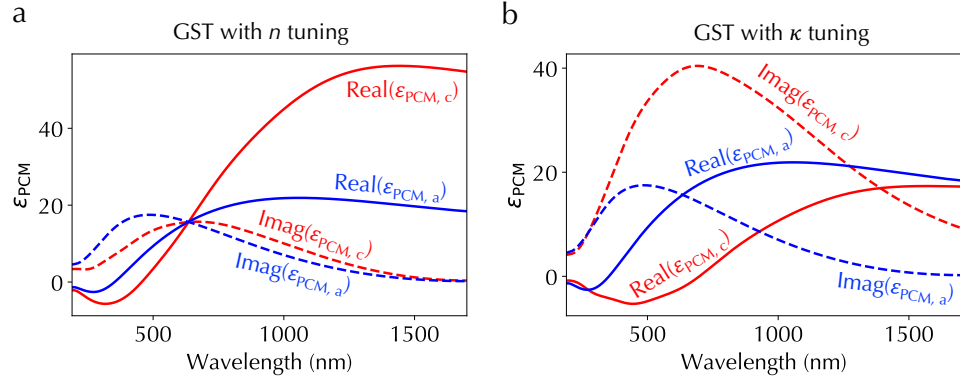 a
GST with n tuning
εPCM
40
20
0
500
1000
1500
Wavelength (nm)
Real(εPCM, c)
Real(εPCM, a)
Imag(εPCM, c)
Imag(εPCM, a)
b
GST with κ tuning
εPCM
40
20
0
500
1000
1500
Wavelength (nm)
Imag(εPCM, c)
Real(εPCM, a)
Real(εPCM, c)
Imag(εPCM, a)